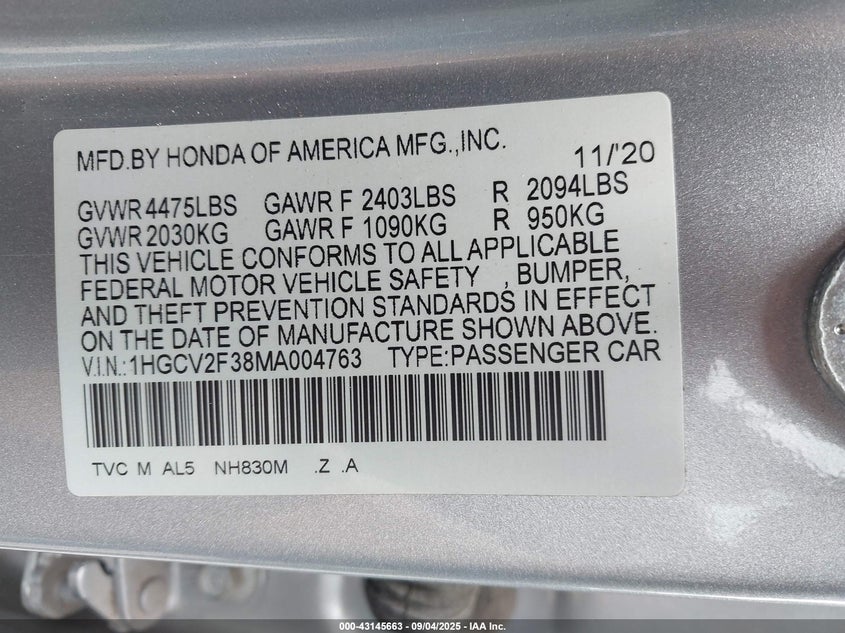 MFD.BY HONDA OF AMERICA MFG.,INC. 11/'20
GVWR 4475LBS GAWR F 2403LBS R 2094LBS
GVWR 2030KG GAWR F 1090KG R 950KG
THIS VEHICLE CONFORMS TO ALL APPLICABLE
FEDERAL MOTOR VEHICLE SAFETY , BUMPER,
AND THEFT PREVENTION STANDARDS IN EFFECT
ON THE DATE OF MANUFACTURE SHOWN ABOVE.
V.I.N.:1HGCV2F38MA004763 TYPE:PASSENGER CAR
TVC M AL5 NH830M .Z .A
000-43145663 - 09/04/2025 - IAA Inc.